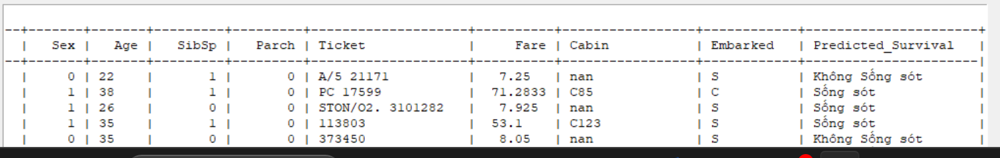 --+-------+-------+---------+---------+------------------+----------+---------------+------------+----------------------+
| Sex | Age | SibSp | Parch | Ticket | Fare | Cabin | Embarked | Predicted_Survival |
--+-------+-------+---------+---------+------------------+----------+---------------+------------+----------------------|
| 0 | 22 | 1 | 0 | A/5 21171 | 7.25 | nan | S | Không Sống sót |
| 1 | 38 | 1 | 0 | PC 17599 | 71.2833 | C85 | C | Sống sót |
| 1 | 26 | 0 | 0 | STON/O2. 3101282 | 7.925 | nan | S | Sống sót |
| 1 | 35 | 1 | 0 | 113803 | 53.1 | C123 | S | Sống sót |
| 0 | 35 | 0 | 0 | 373450 | 8.05 | nan | S | Không Sống sót |